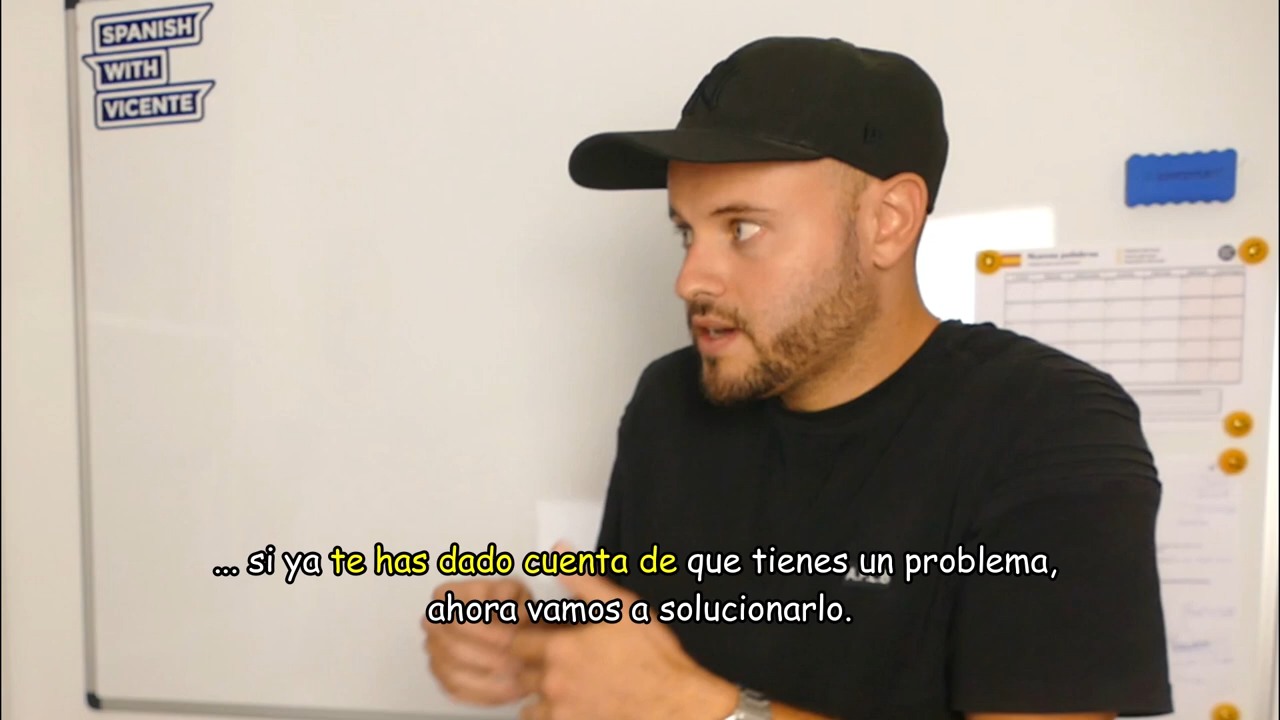 SPANISH
WITH
VICENTE
... si ya te has dado cuenta de que tienes un problema,
ahora vamos a solucionarlo.